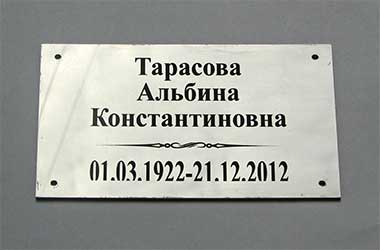 Тарасова
Альбина
Константиновна
01.03.1922-21.12.2012